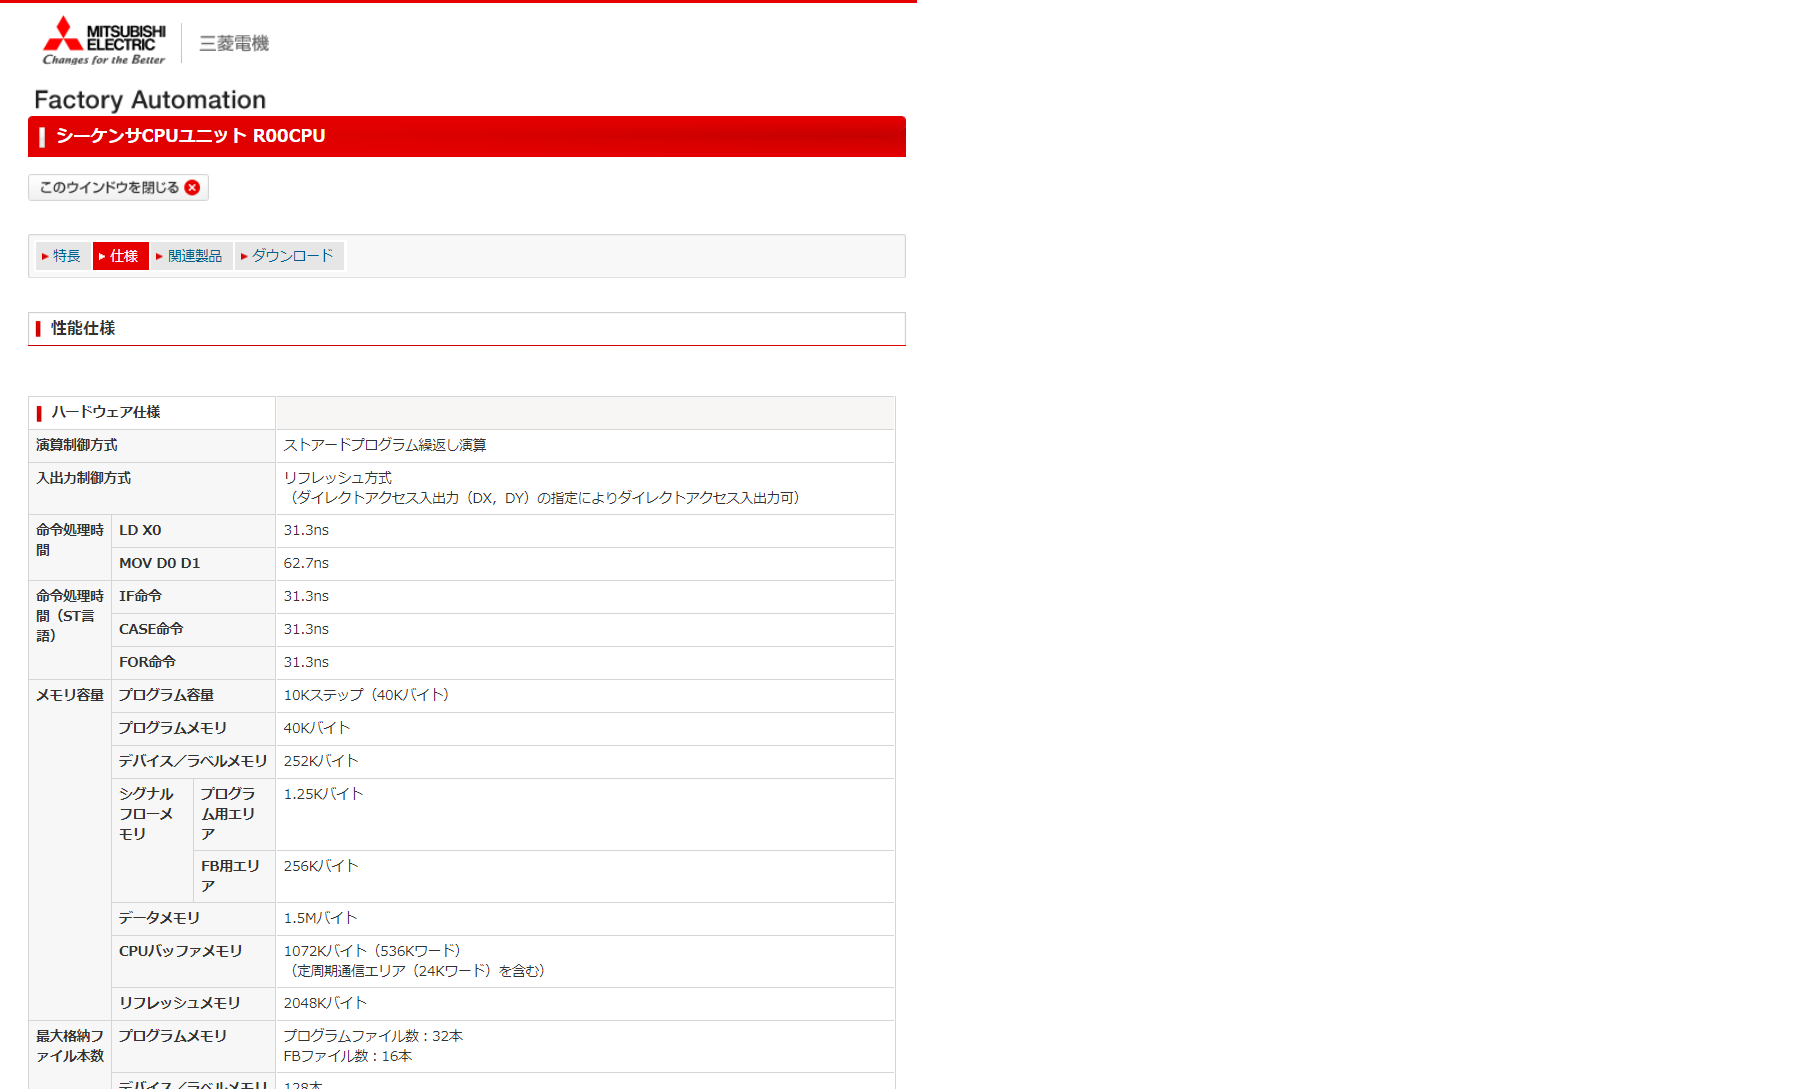 MITSUBISHI
ELECTRIC
Changes for the Better
三菱電機
Factory Automation
シーケンサCPUユニット R00CPU
このウインドウを閉じる
特長
仕様
関連製品
ダウンロード
性能仕様
ハードウェア仕様
演算制御方式
ストアードプログラム繰返し演算
入出力制御方式
リフレッシュ方式
（ダイレクトアクセス入出力（DX，DY）の指定によりダイレクトアクセス入出力可）
命令処理時
間
LD X0
31.3ns
MOV D0 D1
62.7ns
命令処理時
間（ST言
語）
IF命令
31.3ns
CASE命令
31.3ns
FOR命令
31.3ns
メモリ容量
プログラム容量
10Kステップ（40Kバイト）
プログラムメモリ
40Kバイト
デバイス／ラベルメモリ
252Kバイト
シグナル
フローメ
モリ
プログラ
ム用エリ
ア
1.25Kバイト
FB用エリ
ア
256Kバイト
データメモリ
1.5Mバイト
CPUバッファメモリ
1072Kバイト（536Kワード）
（定周期通信エリア（24Kワード）を含む）
リフレッシュメモリ
2048Kバイト
最大格納フ
ァイル本数
プログラムメモリ
プログラムファイル数：32本
FBファイル数：16本
デバイス／ラベルメモリ
128本